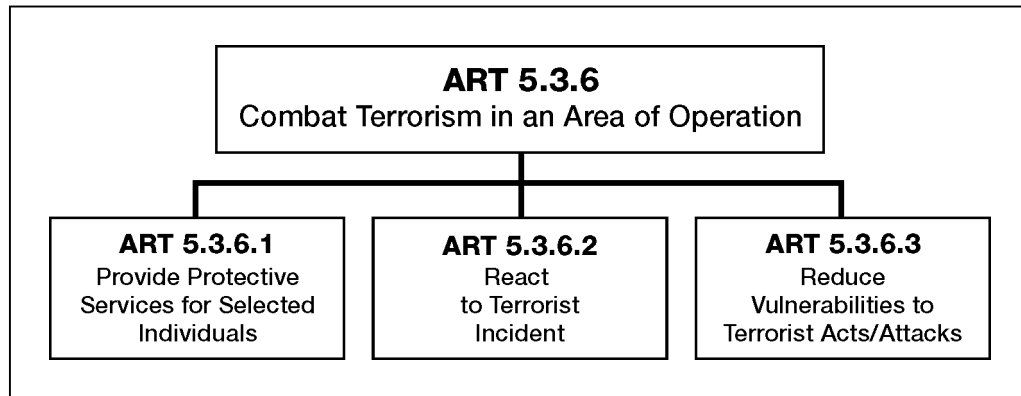 ART 5.3.6
Combat Terrorism in an Area of Operation
ART 5.3.6.1
Provide Protective
Services for Selected
Individuals
ART 5.3.6.2
React
to Terrorist
Incident
ART 5.3.6.3
Reduce
Vulnerabilities to
Terrorist Acts/Attacks